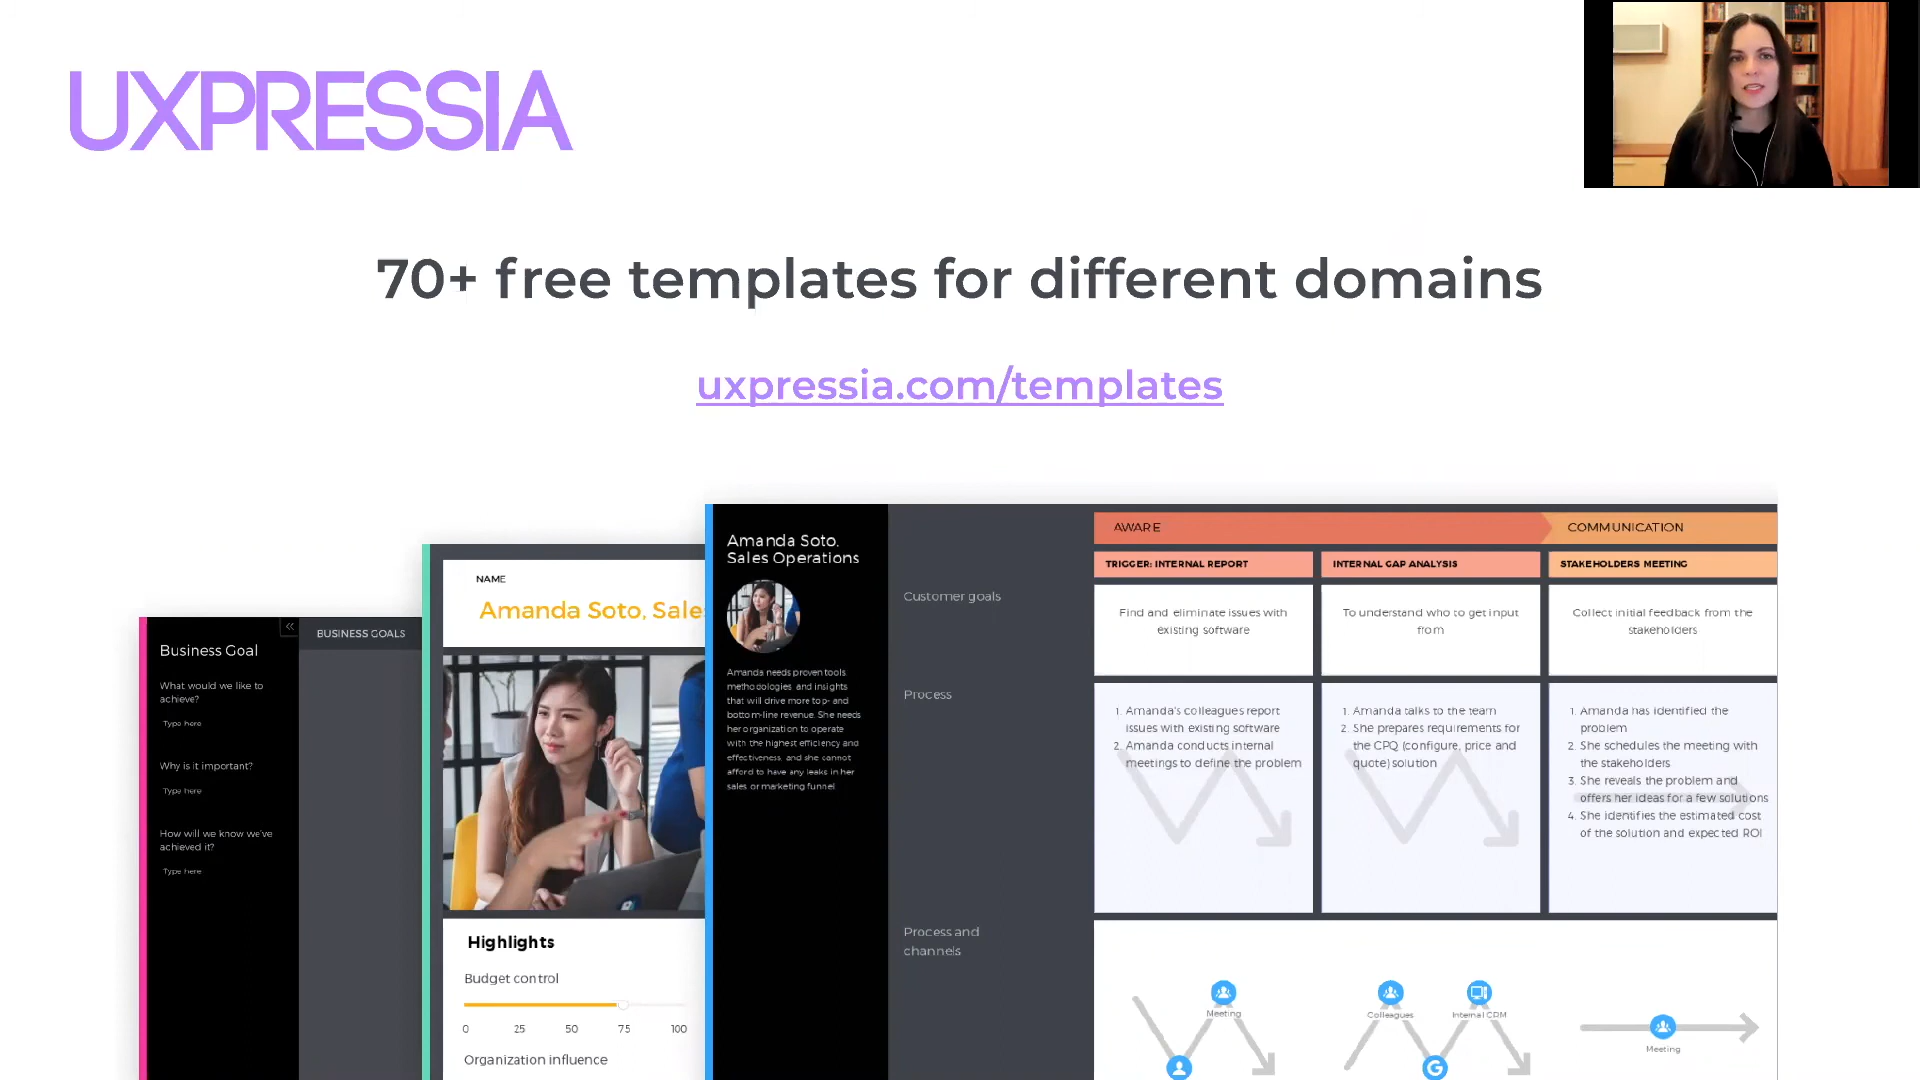 UXPRESSIA
70+ free templates for different domains
uxpressia.com/templates
Business Goal
What would we like to
achieve?
Type here
Why is it important?
Type here
How will we know we've
achieved it?
Type here
BUSINESS GOALS
NAME
Amanda Soto, Sales
Highlights
Budget control
0 25 50 75 100
Organization influence
Amanda Soto,
Sales Operations
Amanda needs proven tools
methodologies and insights
that will drive more top- and
bottom-line revenue. She needs
her organization to operate
with the highest efficiency and
effectiveness, and she cannot
afford to have any leaks in her
sales or marketing funnel
Customer goals
Process
Process and
channels
AWARE
COMMUNICATION
TRIGGER: INTERNAL REPORT
INTERNAL GAP ANALYSIS
STAKEHOLDERS MEETING
Find and eliminate issues with
existing software
To understand who to get input
from
Collect initial feedback from the
stakeholders
1. Amanda's colleagues report
issues with existing software
2. Amanda conducts internal
meetings to define the problem
1. Amanda talks to the team
2. She prepares requirements for
the CPQ (configure, price and
quote) solution
1. Amanda has identified the
problem
2. She schedules the meeting with
the stakeholders
3. She reveals the problem and
offers her ideas for a few solutions
4. She identifies the estimated cost
of the solution and expected ROI
Meeting
Colleagues
Internal CRM
G
Meeting